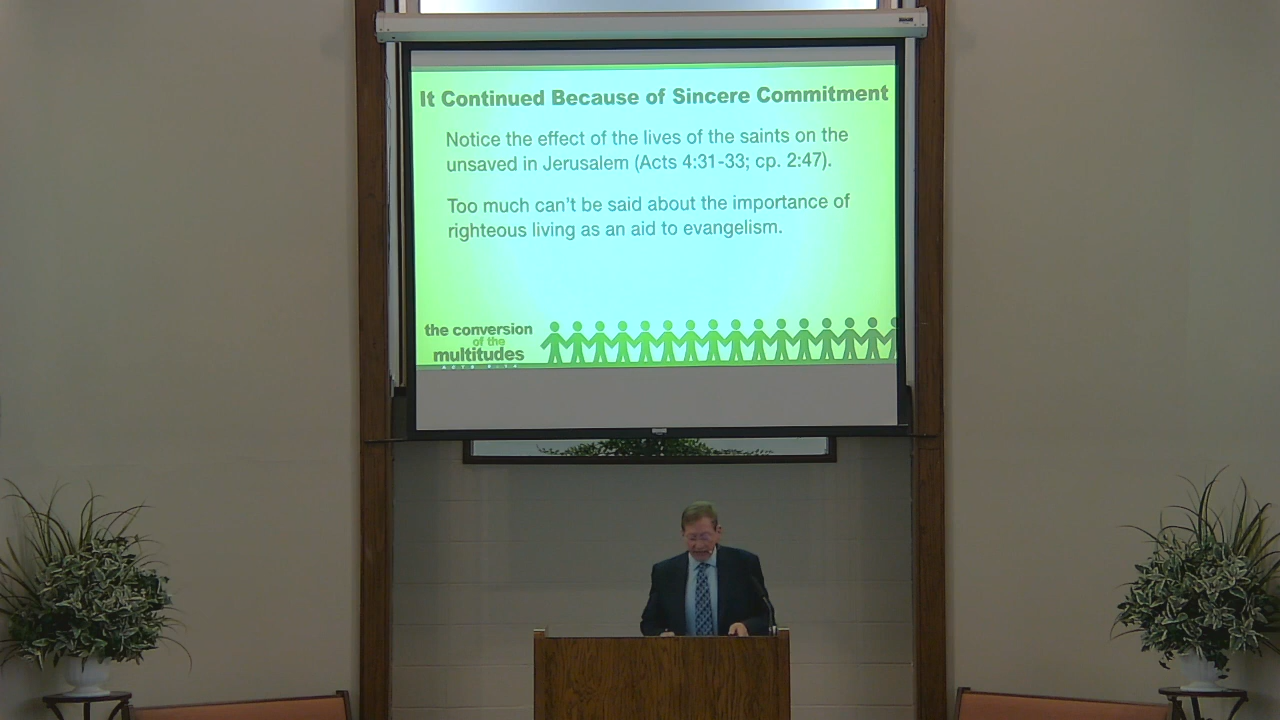 It Continued Because of Sincere Commitment
Notice the effect of the lives of the saints on the
unsaved in Jerusalem (Acts 4:31-33; cp. 2:47).
Too much can't be said about the importance of
righteous living as an aid to evangelism.
the conversion
of the
multitudes